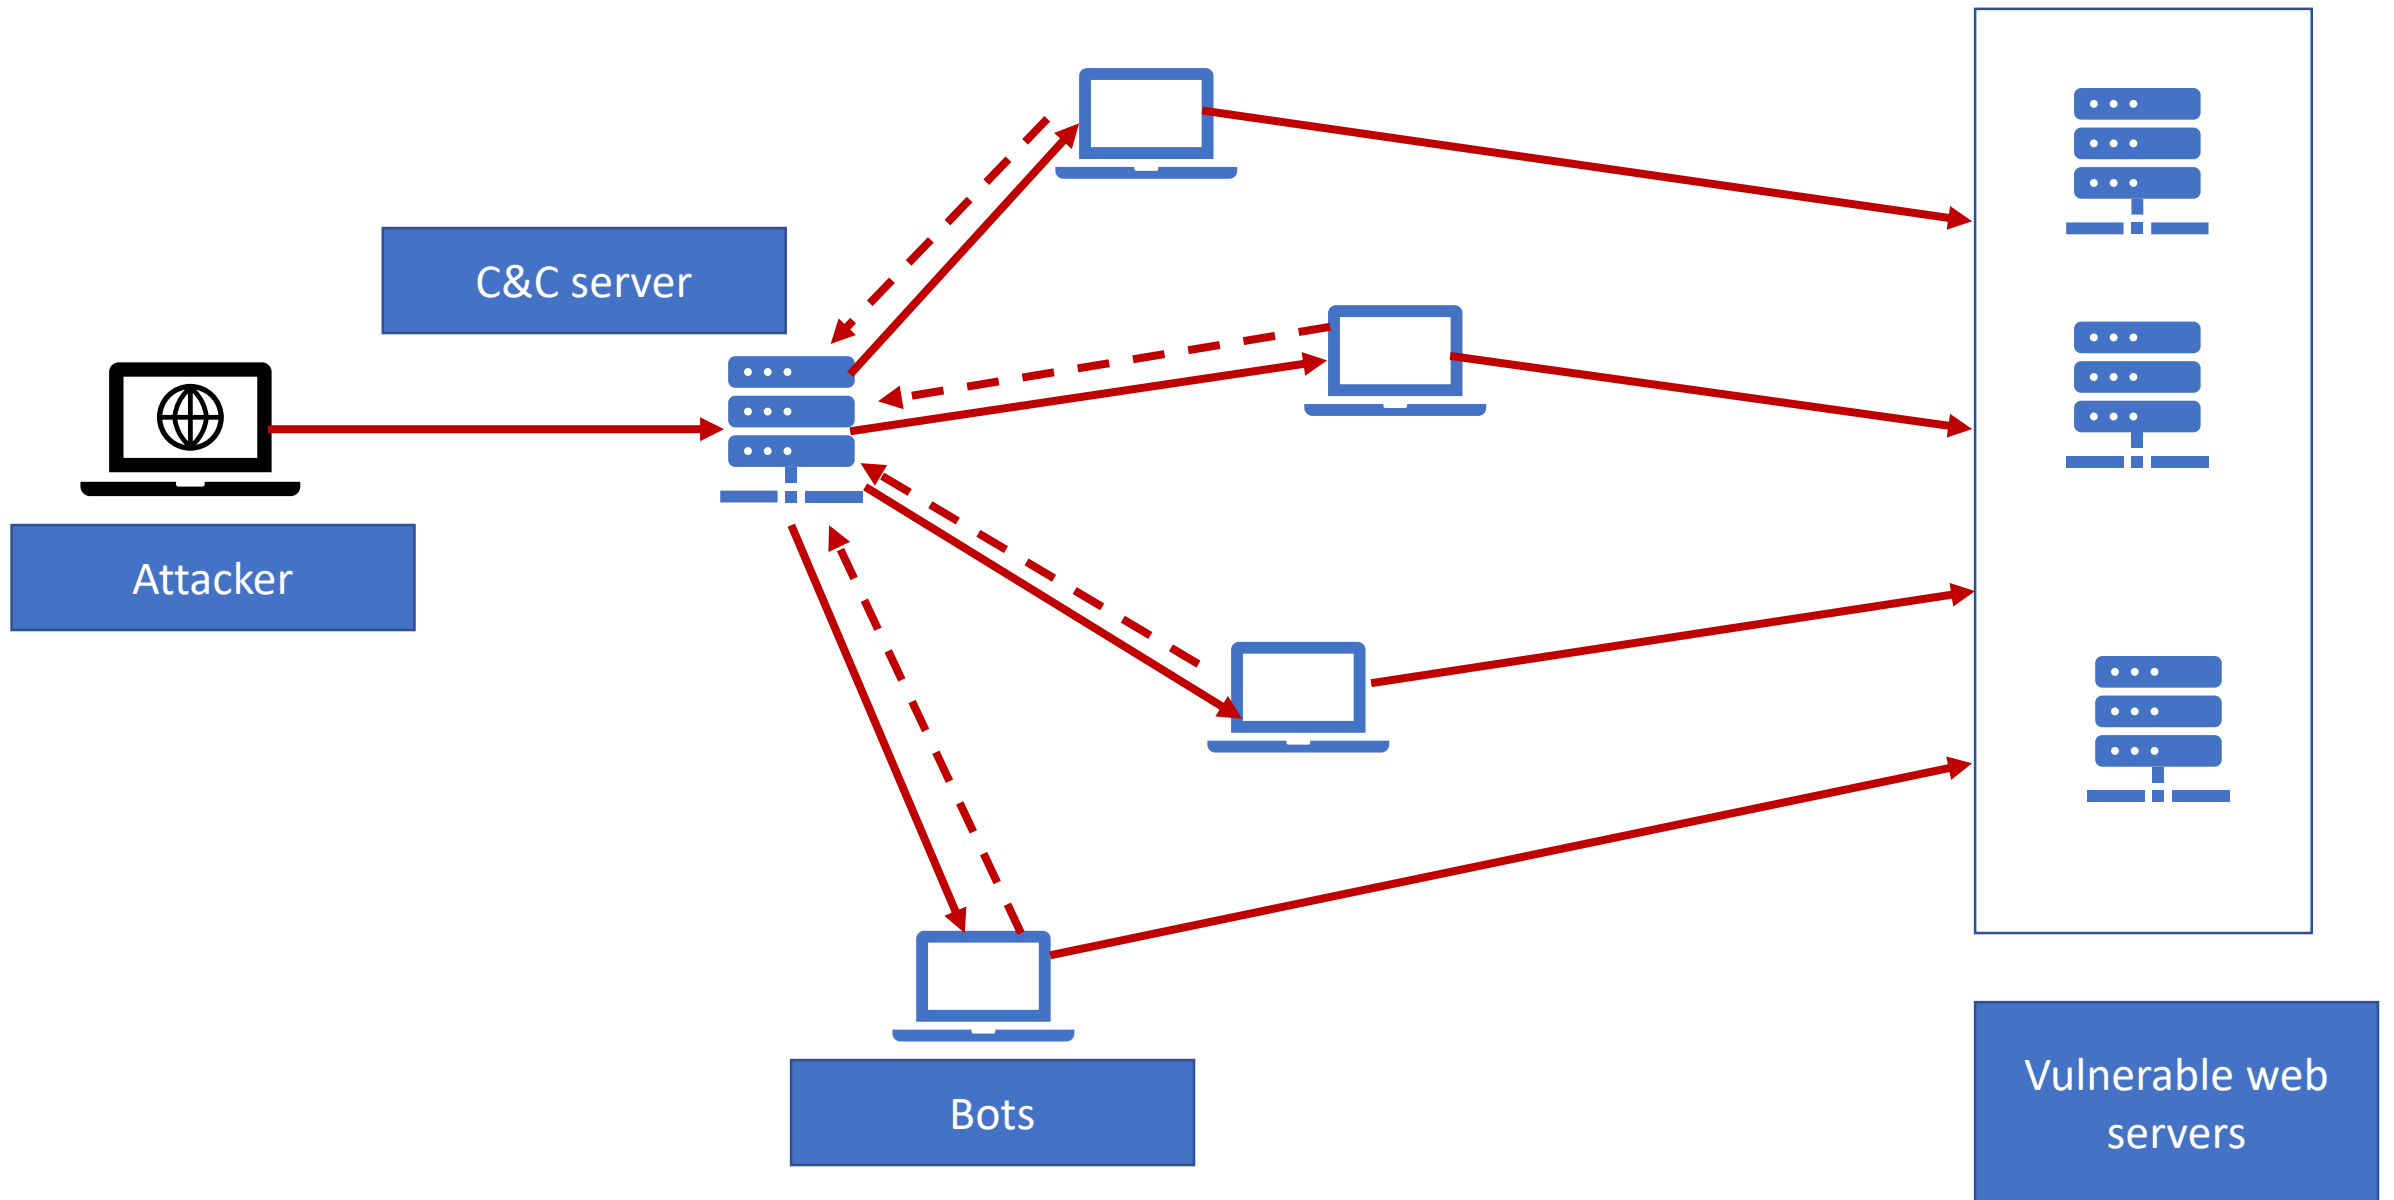 C&C server
Attacker
Bots
Vulnerable web
servers